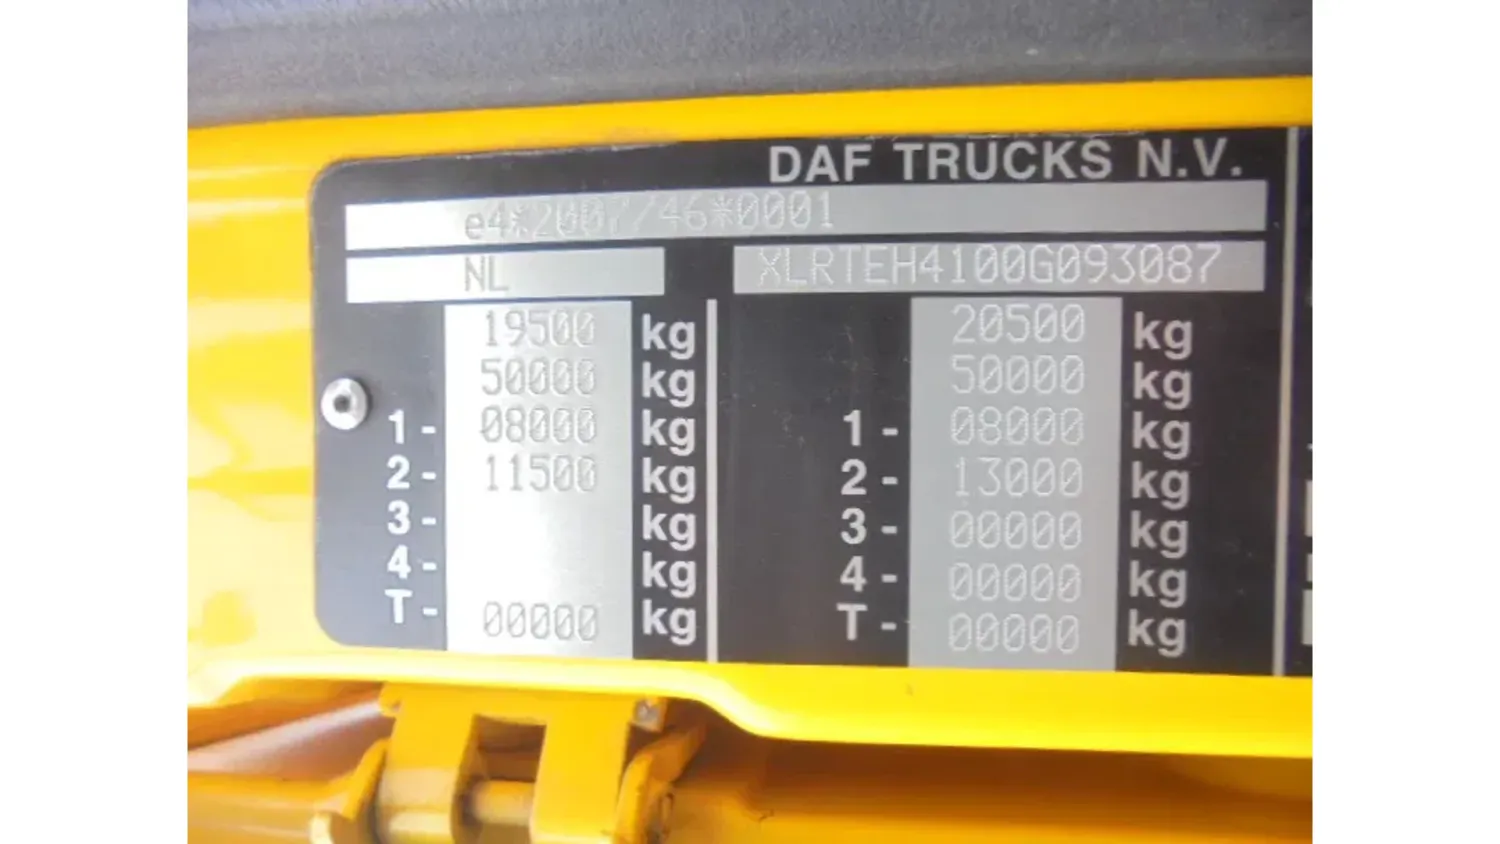 DAF TRUCKS N.V.
e4*2007/46*0001
NL XLRTEH4100G093087
19500 kg 20500 kg
50000 kg 50000 kg
1- 08000 kg 1- 08000 kg
2- 11500 kg 2- 13000 kg
3- kg 3- 00000 kg
4- kg 4- 00000 kg
T- 00000 kg T- 00000 kg